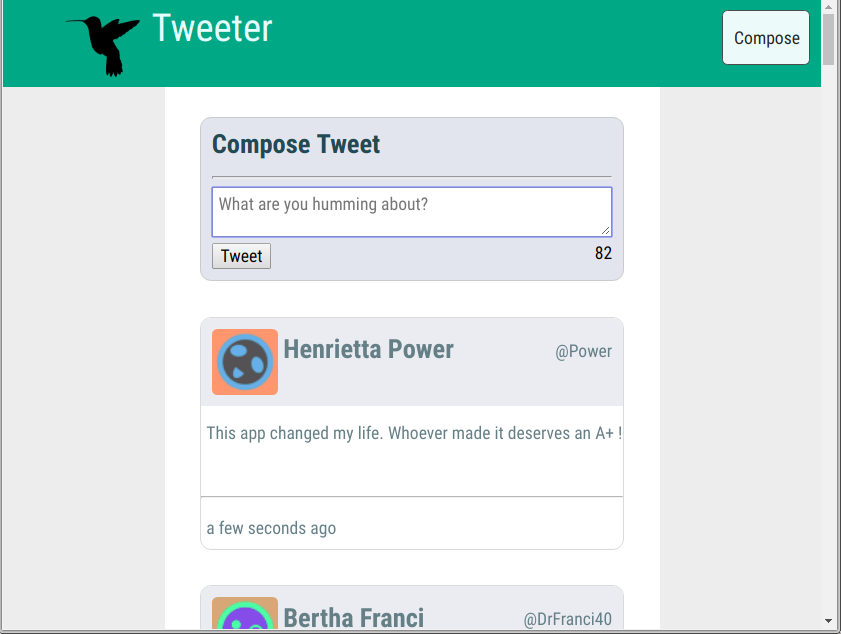 Tweeter
Compose
Compose Tweet
What are you humming about?
Tweet
82
Henrietta Power
@Power
This app changed my life. Whoever made it deserves an A+ !
a few seconds ago
Bertha Franci
@DrFranci40